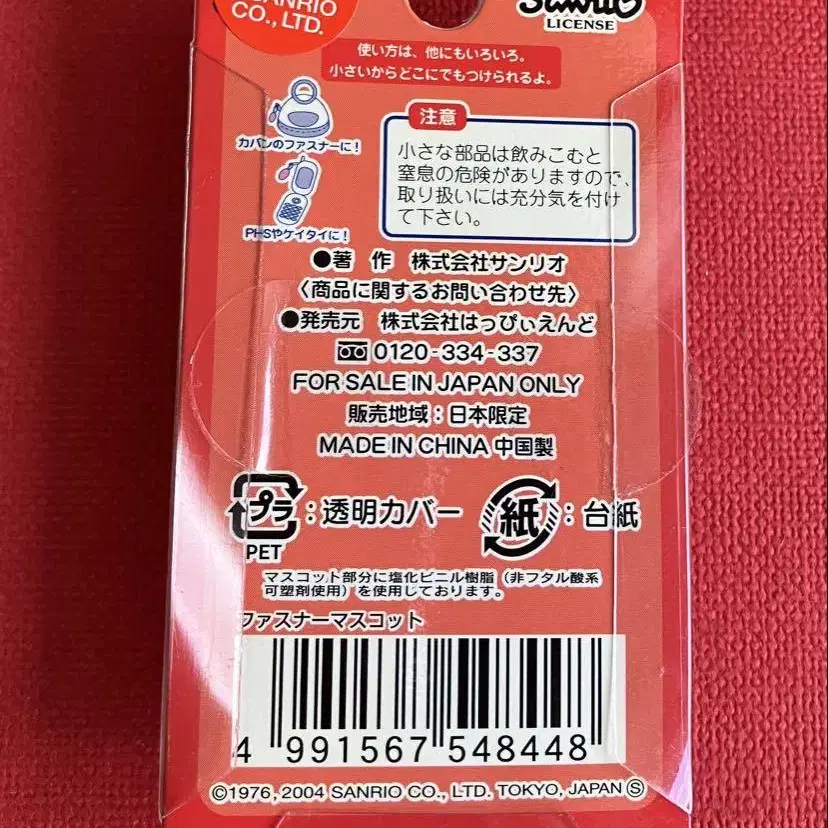 SANRIO
CO., LTD.
Sanrio
LICENSE
使い方は、他にもいろいろ。
小さいからどこにでもつけられるよ。
カバンのファスナーに!
PHSやケイタイに!
注意
小さな部品は飲みこむと
窒息の危険がありますので、
取り扱いには充分気を付け
て下さい。
●著 作 株式会社サンリオ
〈商品に関するお問い合わせ先〉
●発売元 株式会社はっぴぃえんど
0120-334-337
FOR SALE IN JAPAN ONLY
販売地域:日本限定
MADE IN CHINA 中国製
プラ:透明カバー 紙:台紙
PET
マスコット部分に塩化ビニル樹脂(非フタル酸系
可塑剤使用)を使用しております。
ファスナーマスコット
4 991567 548448
©1976, 2004 SANRIO CO., LTD. TOKYO, JAPAN Ⓢ